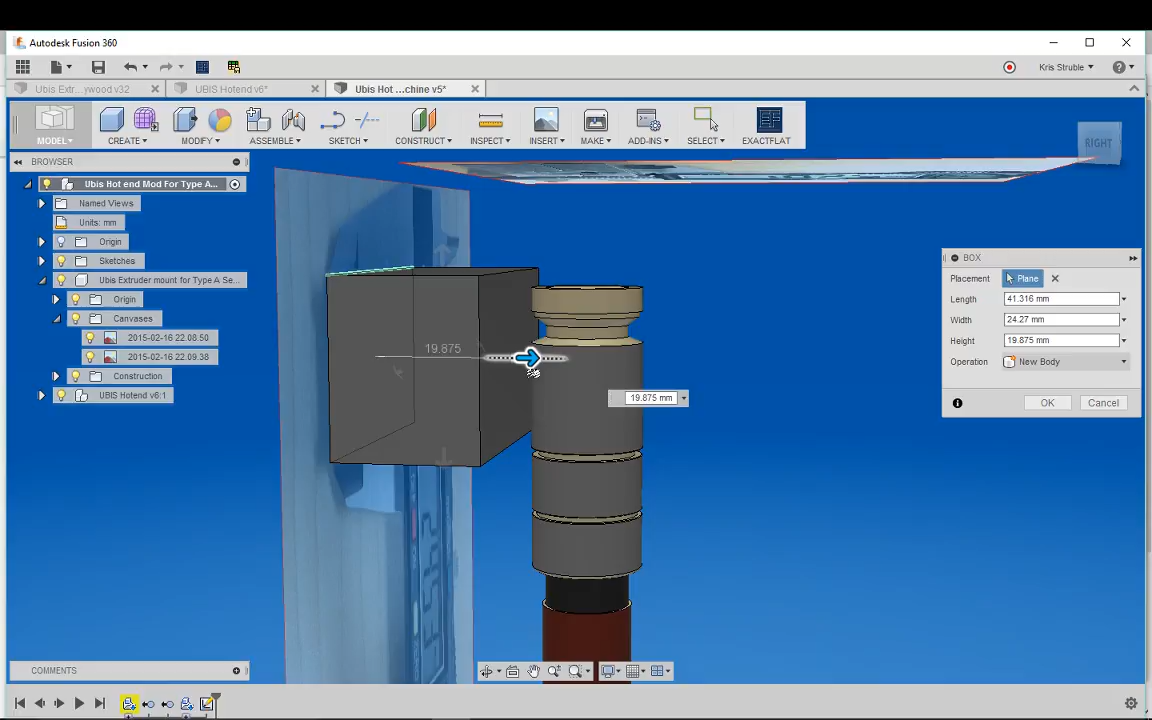 Autodesk Fusion 360
Kris Struble
Ubis Extr...ywood v32
UBIS Hotend v6*
Ubis Hot ...chine v5*
MODEL
CREATE
MODIFY
ASSEMBLE
SKETCH
CONSTRUCT
INSPECT
INSERT
MAKE
ADD-INS
SELECT
EXACTFLAT
RIGHT
BROWSER
Ubis Hot end Mod For Type A...
Named Views
Units: mm
Origin
Sketches
Ubis Extruder mount for Type A Se...
Origin
Canvases
2015-02-16 22.08.50
2015-02-16 22.09.38
Construction
UBIS Hotend v6:1
19.875
19.875 mm
BOX
Placement Plane
Length 41.316 mm
Width 24.27 mm
Height 19.875 mm
Operation New Body
OK Cancel
COMMENTS